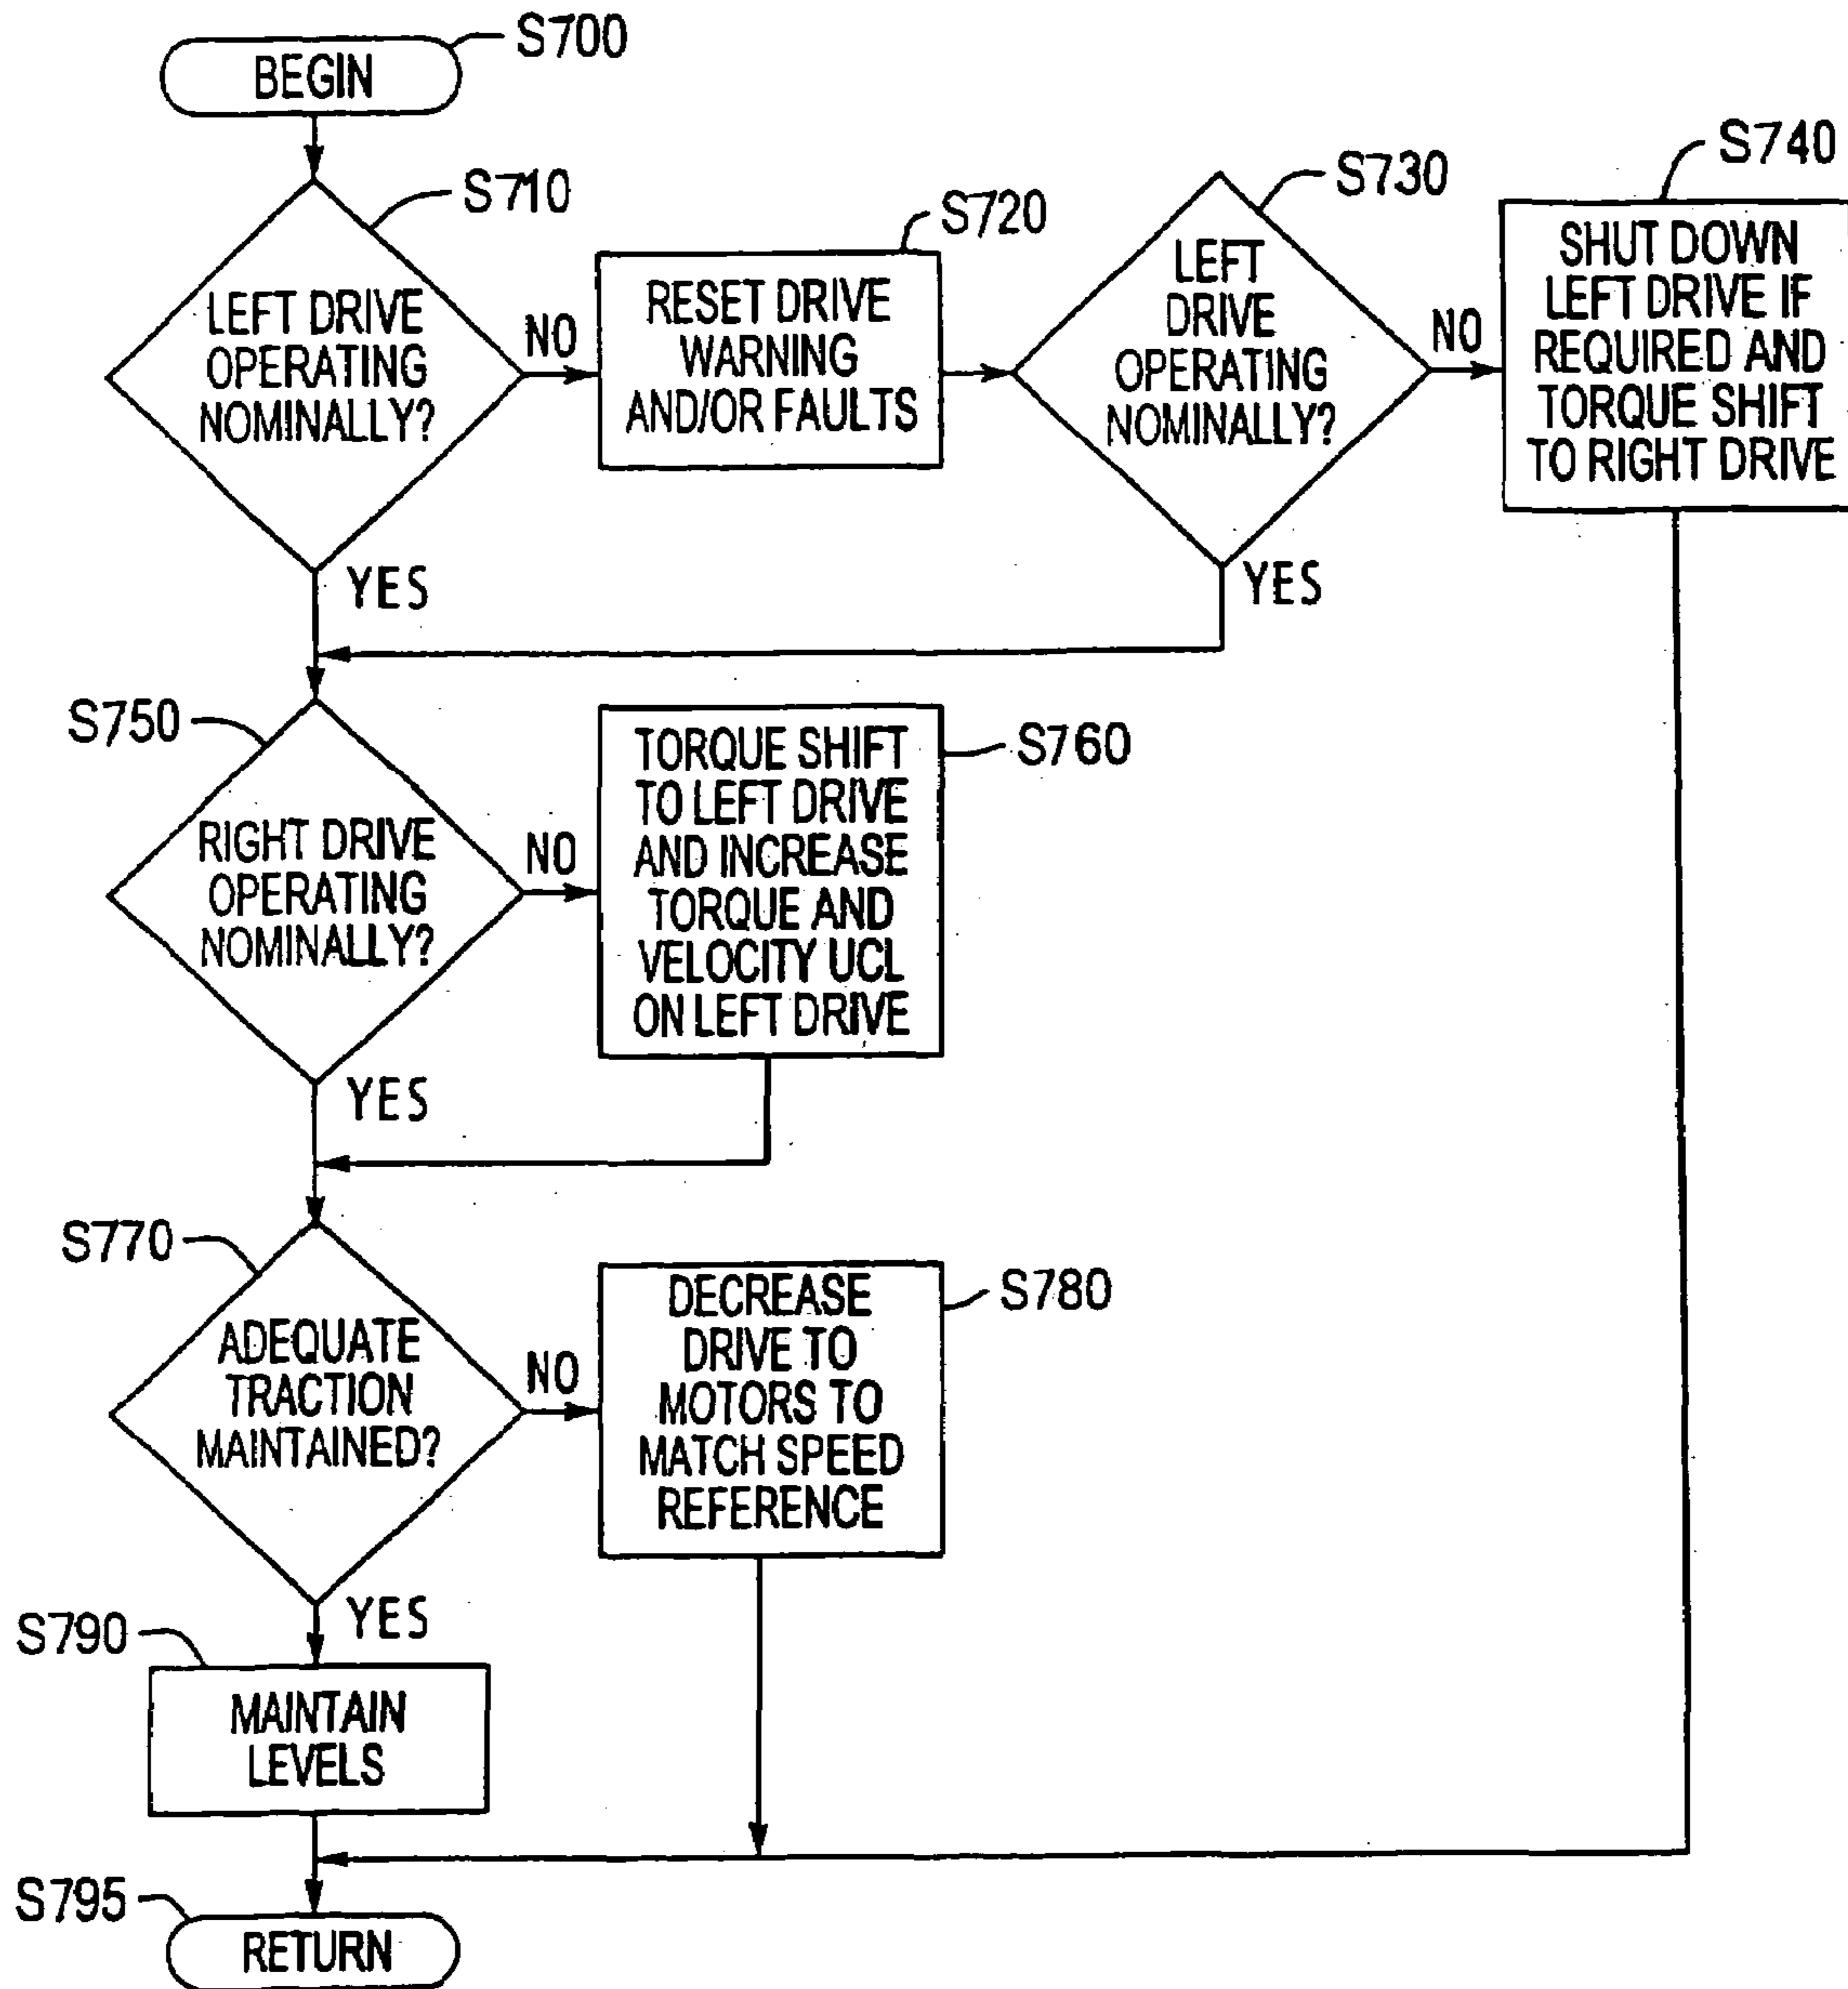 S700
BEGIN
S710
LEFT DRIVE
OPERATING
NOMINALLY?
NO
YES
S720
RESET DRIVE
WARNING
AND/OR FAULTS
S730
LEFT
DRIVE
OPERATING
NOMINALLY?
NO
YES
S740
SHUT DOWN
LEFT DRIVE IF
REQUIRED AND
TORQUE SHIFT
TO RIGHT DRIVE
S750
RIGHT DRIVE
OPERATING
NOMINALLY?
NO
YES
S760
TORQUE SHIFT
TO LEFT DRIVE
AND INCREASE
TORQUE AND
VELOCITY UCL
ON LEFT DRIVE
S770
ADEQUATE
TRACTION
MAINTAINED?
NO
YES
S780
DECREASE
DRIVE TO
MOTORS TO
MATCH SPEED
REFERENCE
S790
MAINTAIN
LEVELS
S795
RETURN